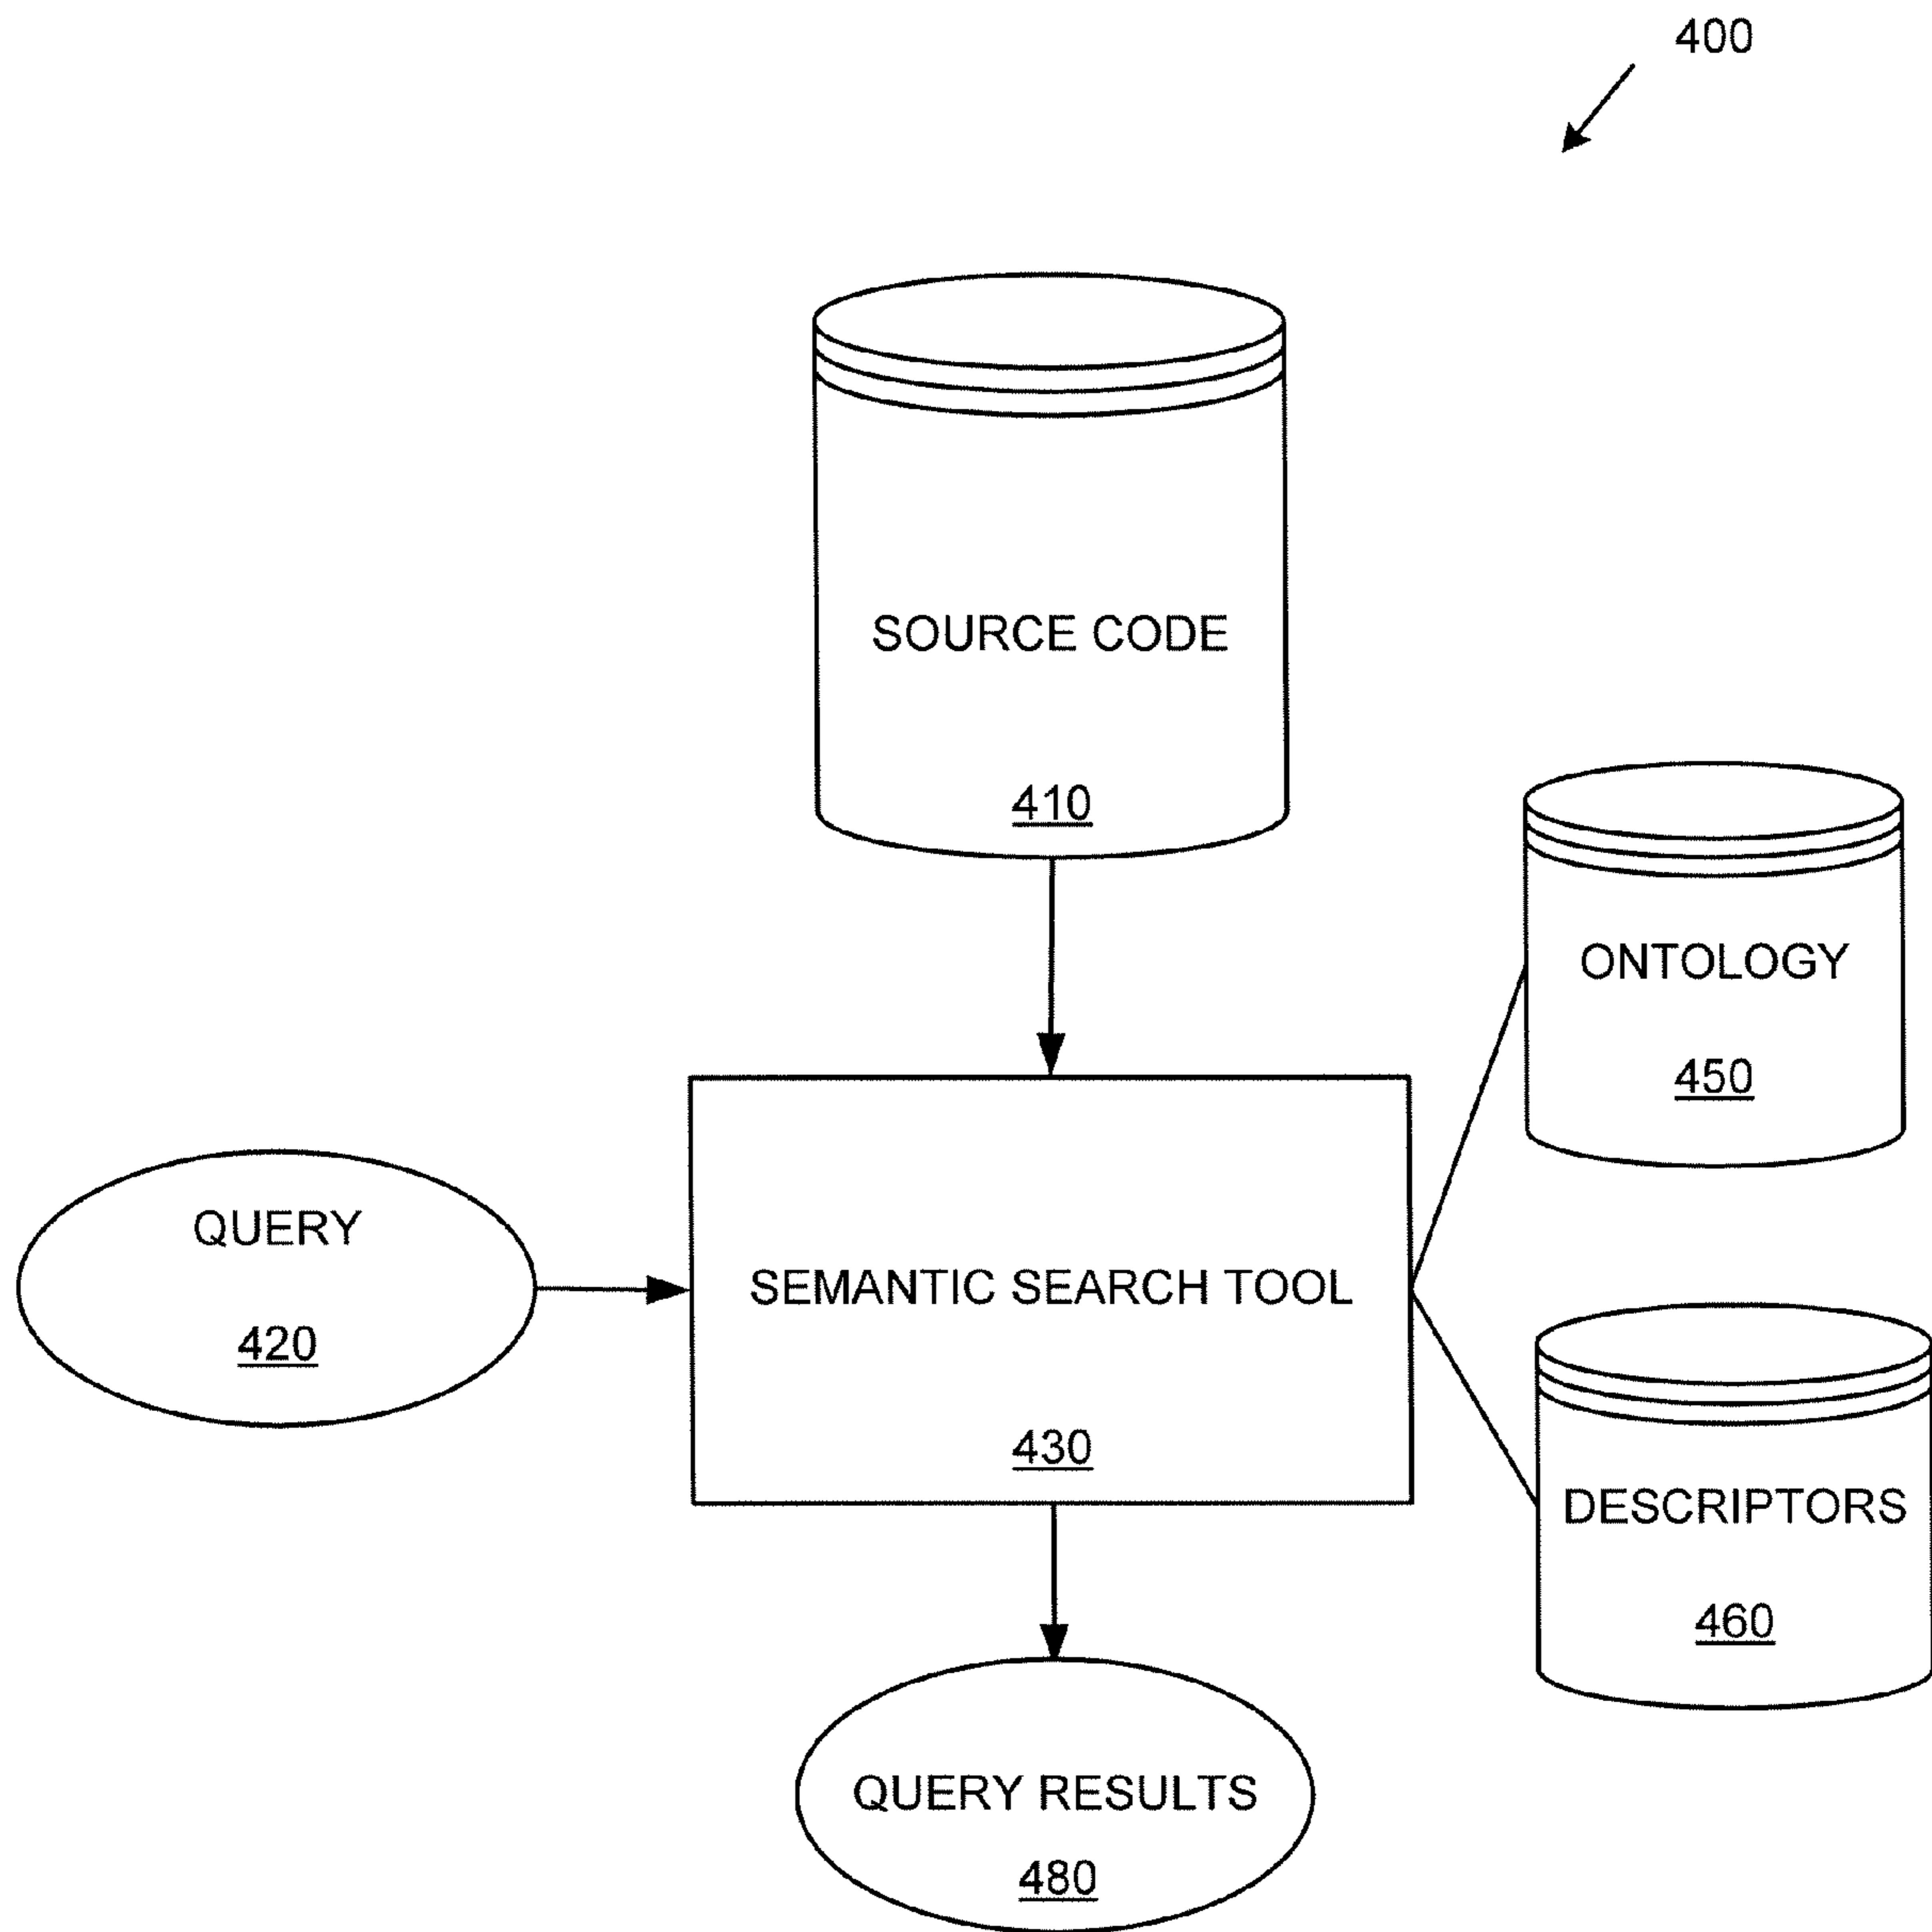 400
SOURCE CODE
410
ONTOLOGY
450
QUERY
420
SEMANTIC SEARCH TOOL
430
DESCRIPTORS
460
QUERY RESULTS
480